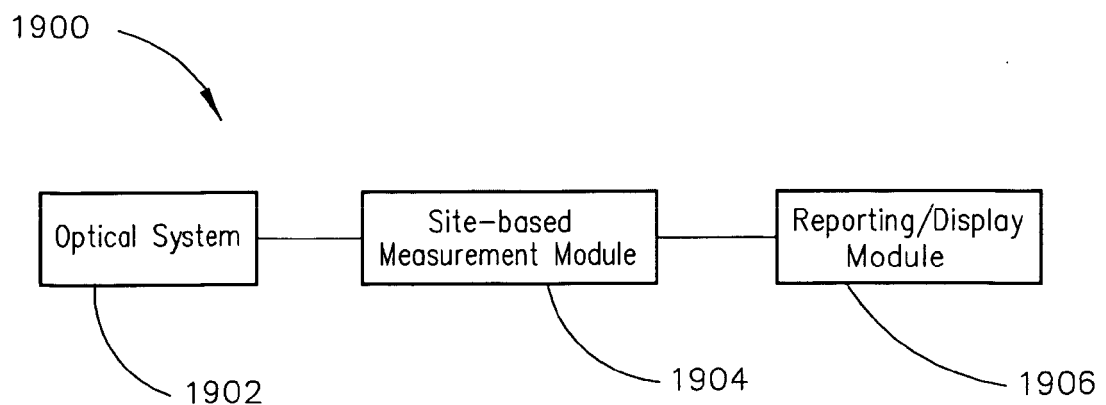 1900
Optical System
Site-based
Measurement Module
Reporting/Display
Module
1902
1904
1906